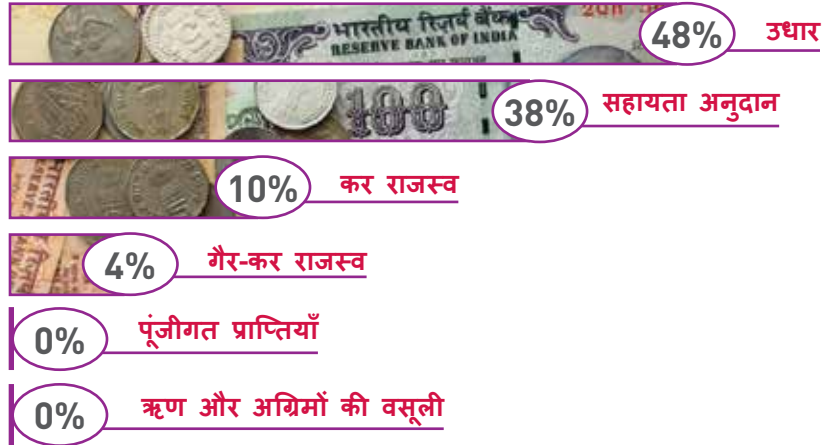 भारतीय रिज़र्व बैंक
RESERVE BANK OF INDIA
48% उधार
100
38% सहायता अनुदान
10% कर राजस्व
4% गैर-कर राजस्व
0% पूंजीगत प्राप्तियाँ
0% ऋण और अग्रिमों की वसूली